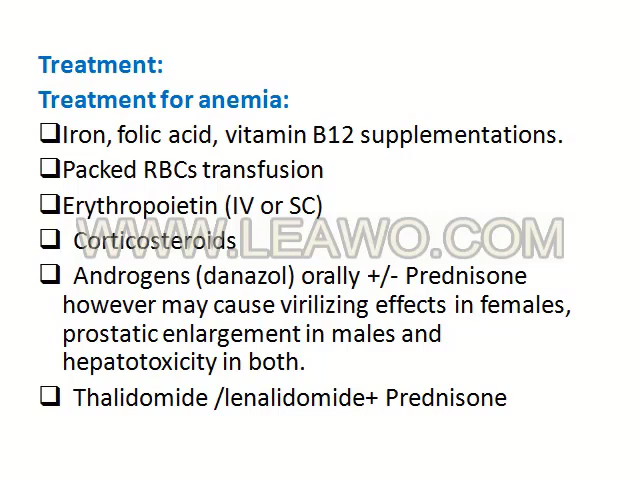 Treatment:
Treatment for anemia:
❑Iron, folic acid, vitamin B12 supplementations.
❑Packed RBCs transfusion
❑Erythropoietin (IV or SC)
WWW.LEAWO.COM
❑ Corticosteroids
❑ Androgens (danazol) orally +/- Prednisone
however may cause virilizing effects in females,
prostatic enlargement in males and
hepatotoxicity in both.
❑ Thalidomide /lenalidomide+ Prednisone